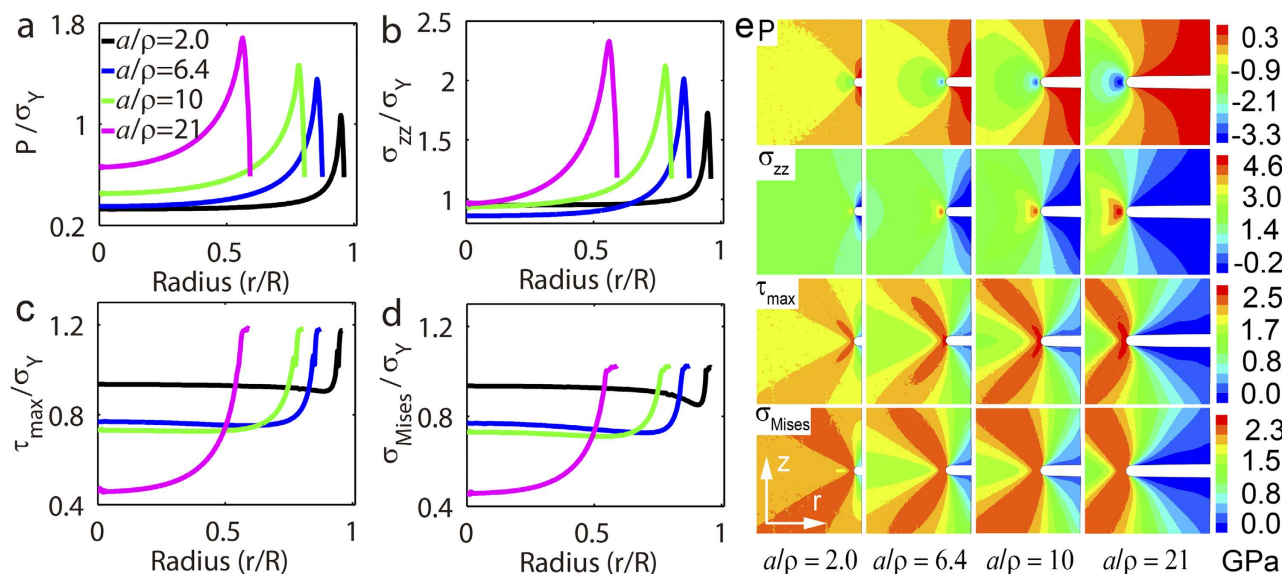 a
1.8
1
0.2
P/σY
a/ρ=2.0
a/ρ=6.4
a/ρ=10
a/ρ=21
0
0.5
1
Radius (r/R)
b
2.5
2
1.5
1
σzz/σY
0
0.5
1
Radius (r/R)
c
1.2
0.8
0.4
τmax/σY
0
0.5
1
Radius (r/R)
d
1.2
0.8
0.4
σMises/σY
0
0.5
1
Radius (r/R)
e
P
0.3
-0.9
-2.1
-3.3
σzz
4.6
3.0
1.4
-0.2
τmax
2.5
1.7
0.8
0.0
σMises
z
r
2.3
1.5
0.8
0.0
a/ρ = 2.0
a/ρ = 6.4
a/ρ = 10
a/ρ = 21
GPa